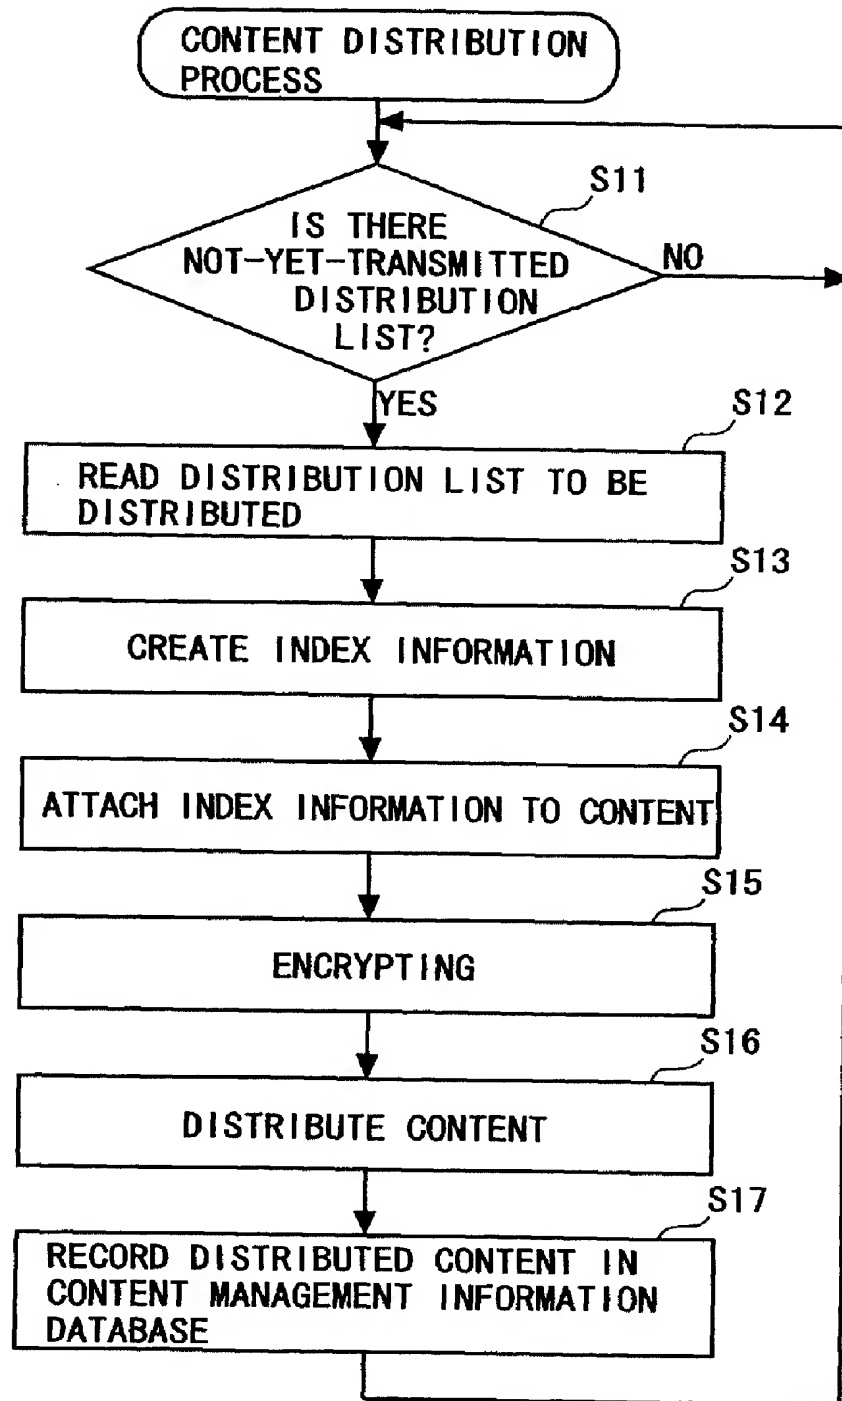 CONTENT DISTRIBUTION
PROCESS
S11
IS THERE
NOT-YET-TRANSMITTED
DISTRIBUTION
LIST?
NO
YES
S12
READ DISTRIBUTION LIST TO BE
DISTRIBUTED
S13
CREATE INDEX INFORMATION
S14
ATTACH INDEX INFORMATION TO CONTENT
S15
ENCRYPTING
S16
DISTRIBUTE CONTENT
S17
RECORD DISTRIBUTED CONTENT IN
CONTENT MANAGEMENT INFORMATION
DATABASE